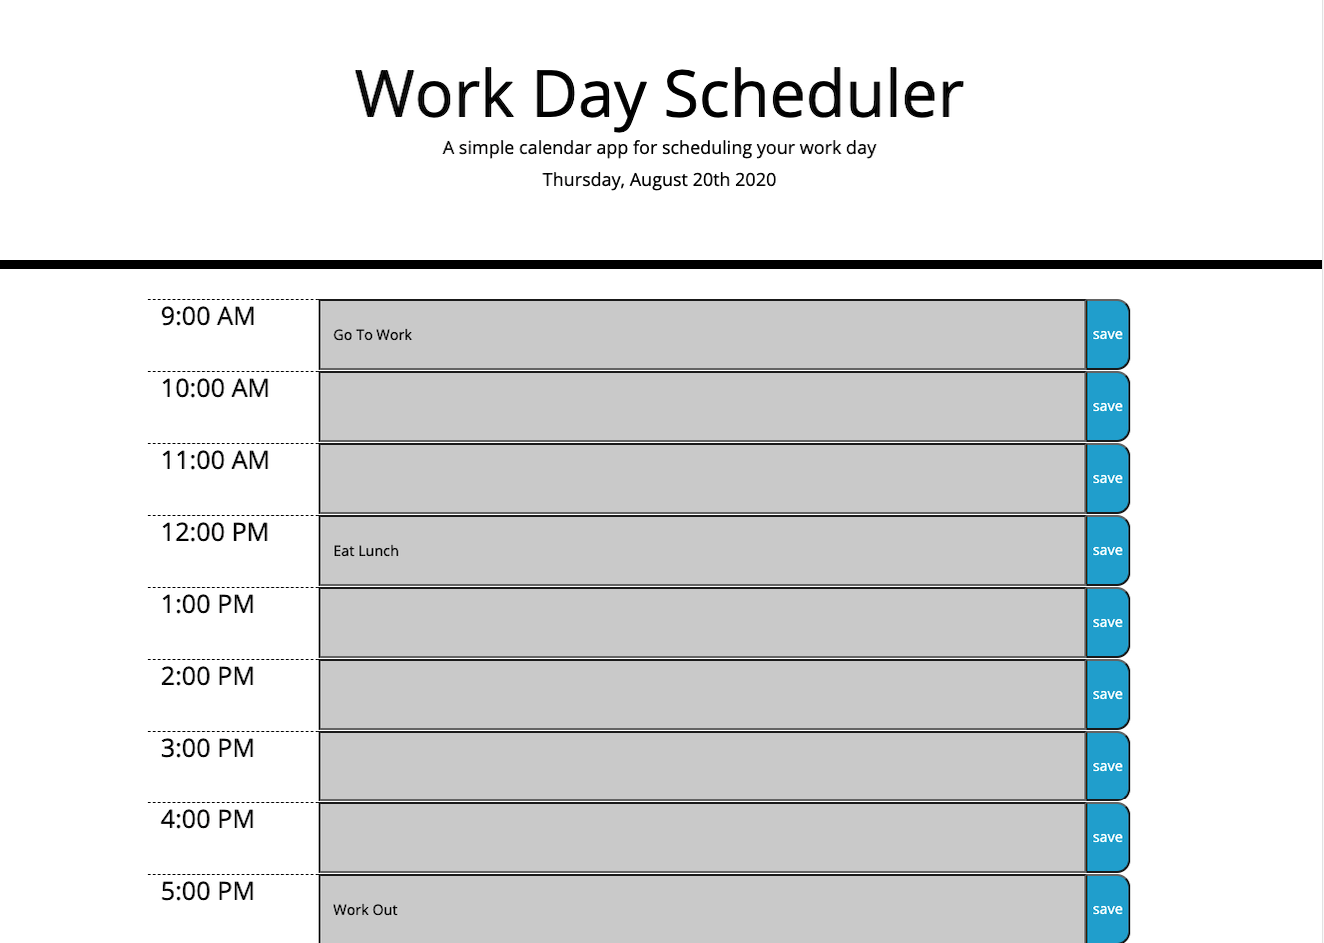 Work Day Scheduler
A simple calendar app for scheduling your work day
Thursday, August 20th 2020
9:00 AM Go To Work save
10:00 AM save
11:00 AM save
12:00 PM Eat Lunch save
1:00 PM save
2:00 PM save
3:00 PM save
4:00 PM save
5:00 PM Work Out save